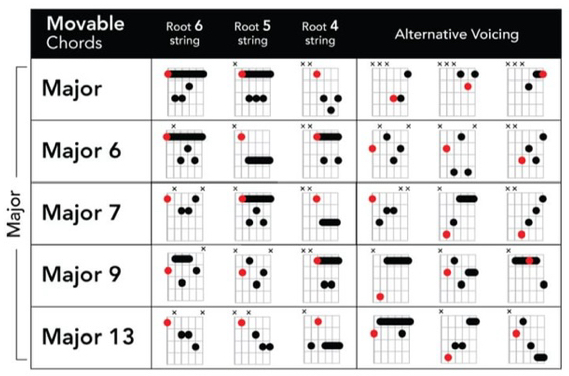 Movable
Chords
Root 6
string
Root 5
string
Root 4
string
Alternative Voicing
Major
Major
Major 6
Major 7
Major 9
Major 13